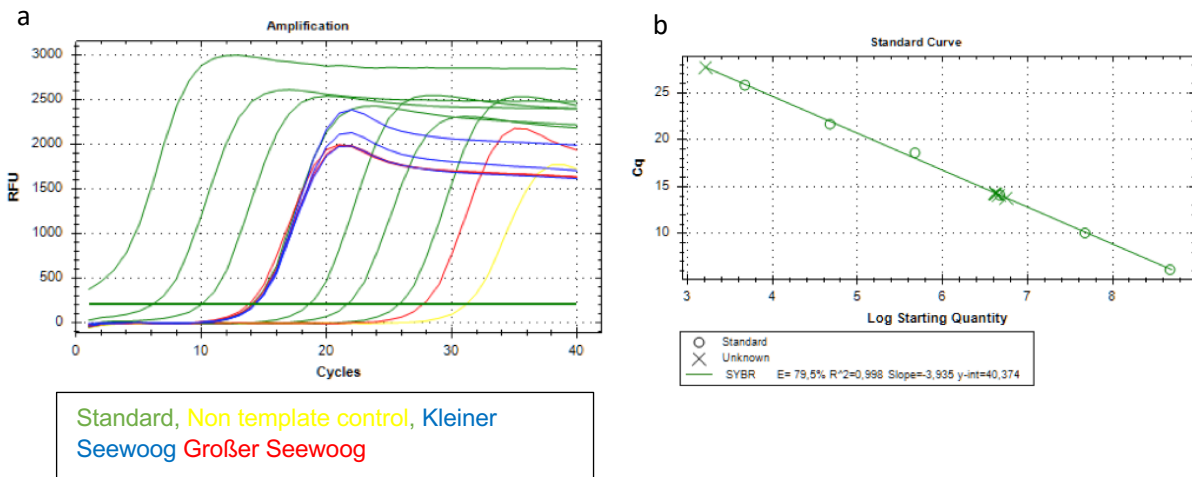 a
Amplification
3000
2500
2000
1500
1000
500
0
RFU
0 10 20 30 40
Cycles
Standard, Non template control, Kleiner
Seewoog Großer Seewoog
b
Standard Curve
25
20
15
10
Cq
3 4 5 6 7 8
Log Starting Quantity
Standard
Unknown
SYBR E= 79,5% R^2=0,998 Slope=-3,935 y-int=40,374